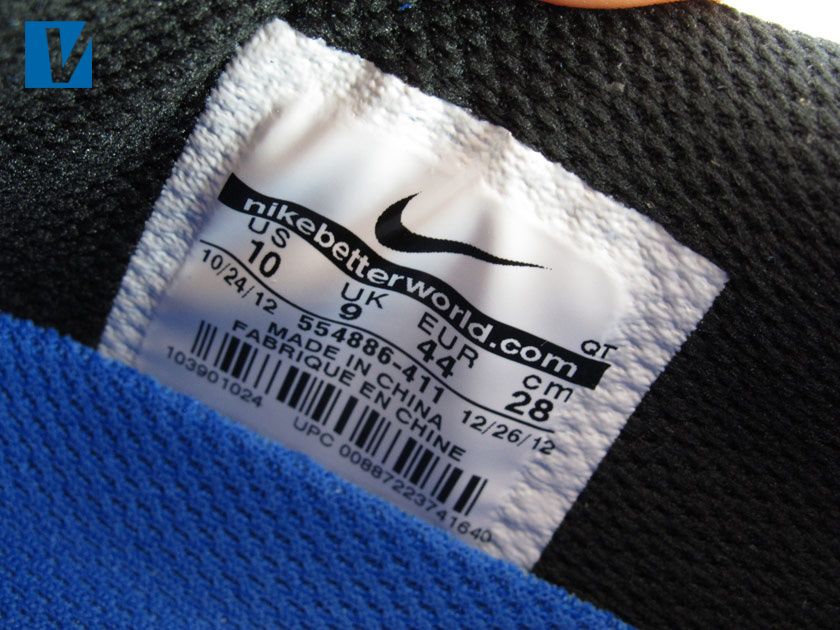 V
nikebetterworld.com
QT
US UK EUR cm
10 9 44 28
10/24/12 554886-411 12/26/12
MADE IN CHINA
FABRIQUE EN CHINE
103901024 UPC 00887223741640